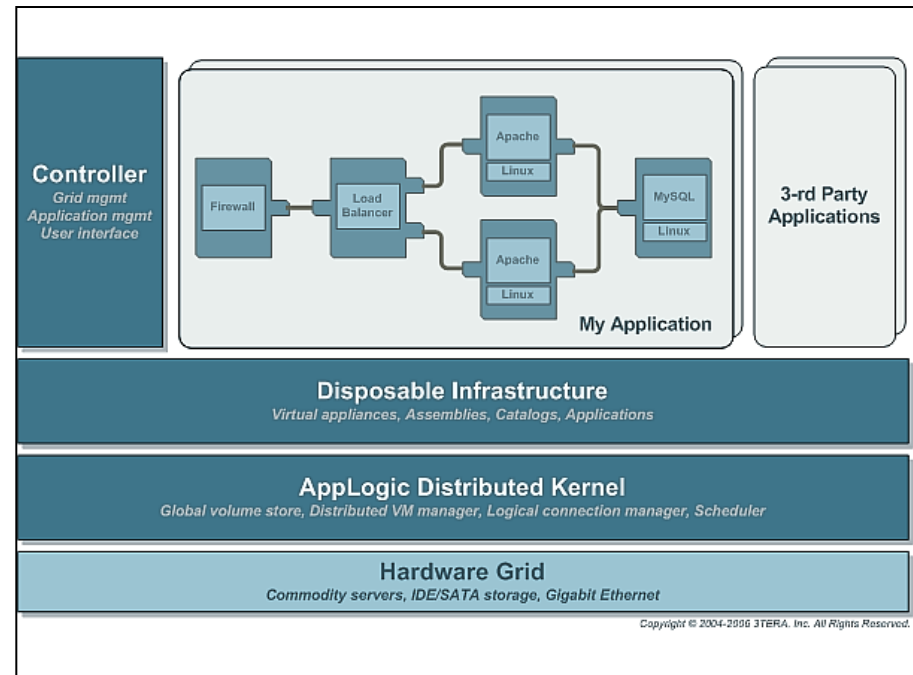 Controller
Grid mgmt
Application mgmt
User interface
Firewall
Load
Balancer
Apache
Linux
Apache
Linux
MySQL
Linux
My Application
3-rd Party
Applications
Disposable Infrastructure
Virtual appliances, Assemblies, Catalogs, Applications
AppLogic Distributed Kernel
Global volume store, Distributed VM manager, Logical connection manager, Scheduler
Hardware Grid
Commodity servers, IDE/SATA storage, Gigabit Ethernet
Copyright © 2004-2006 3TERA. Inc. All Rights Reserved.